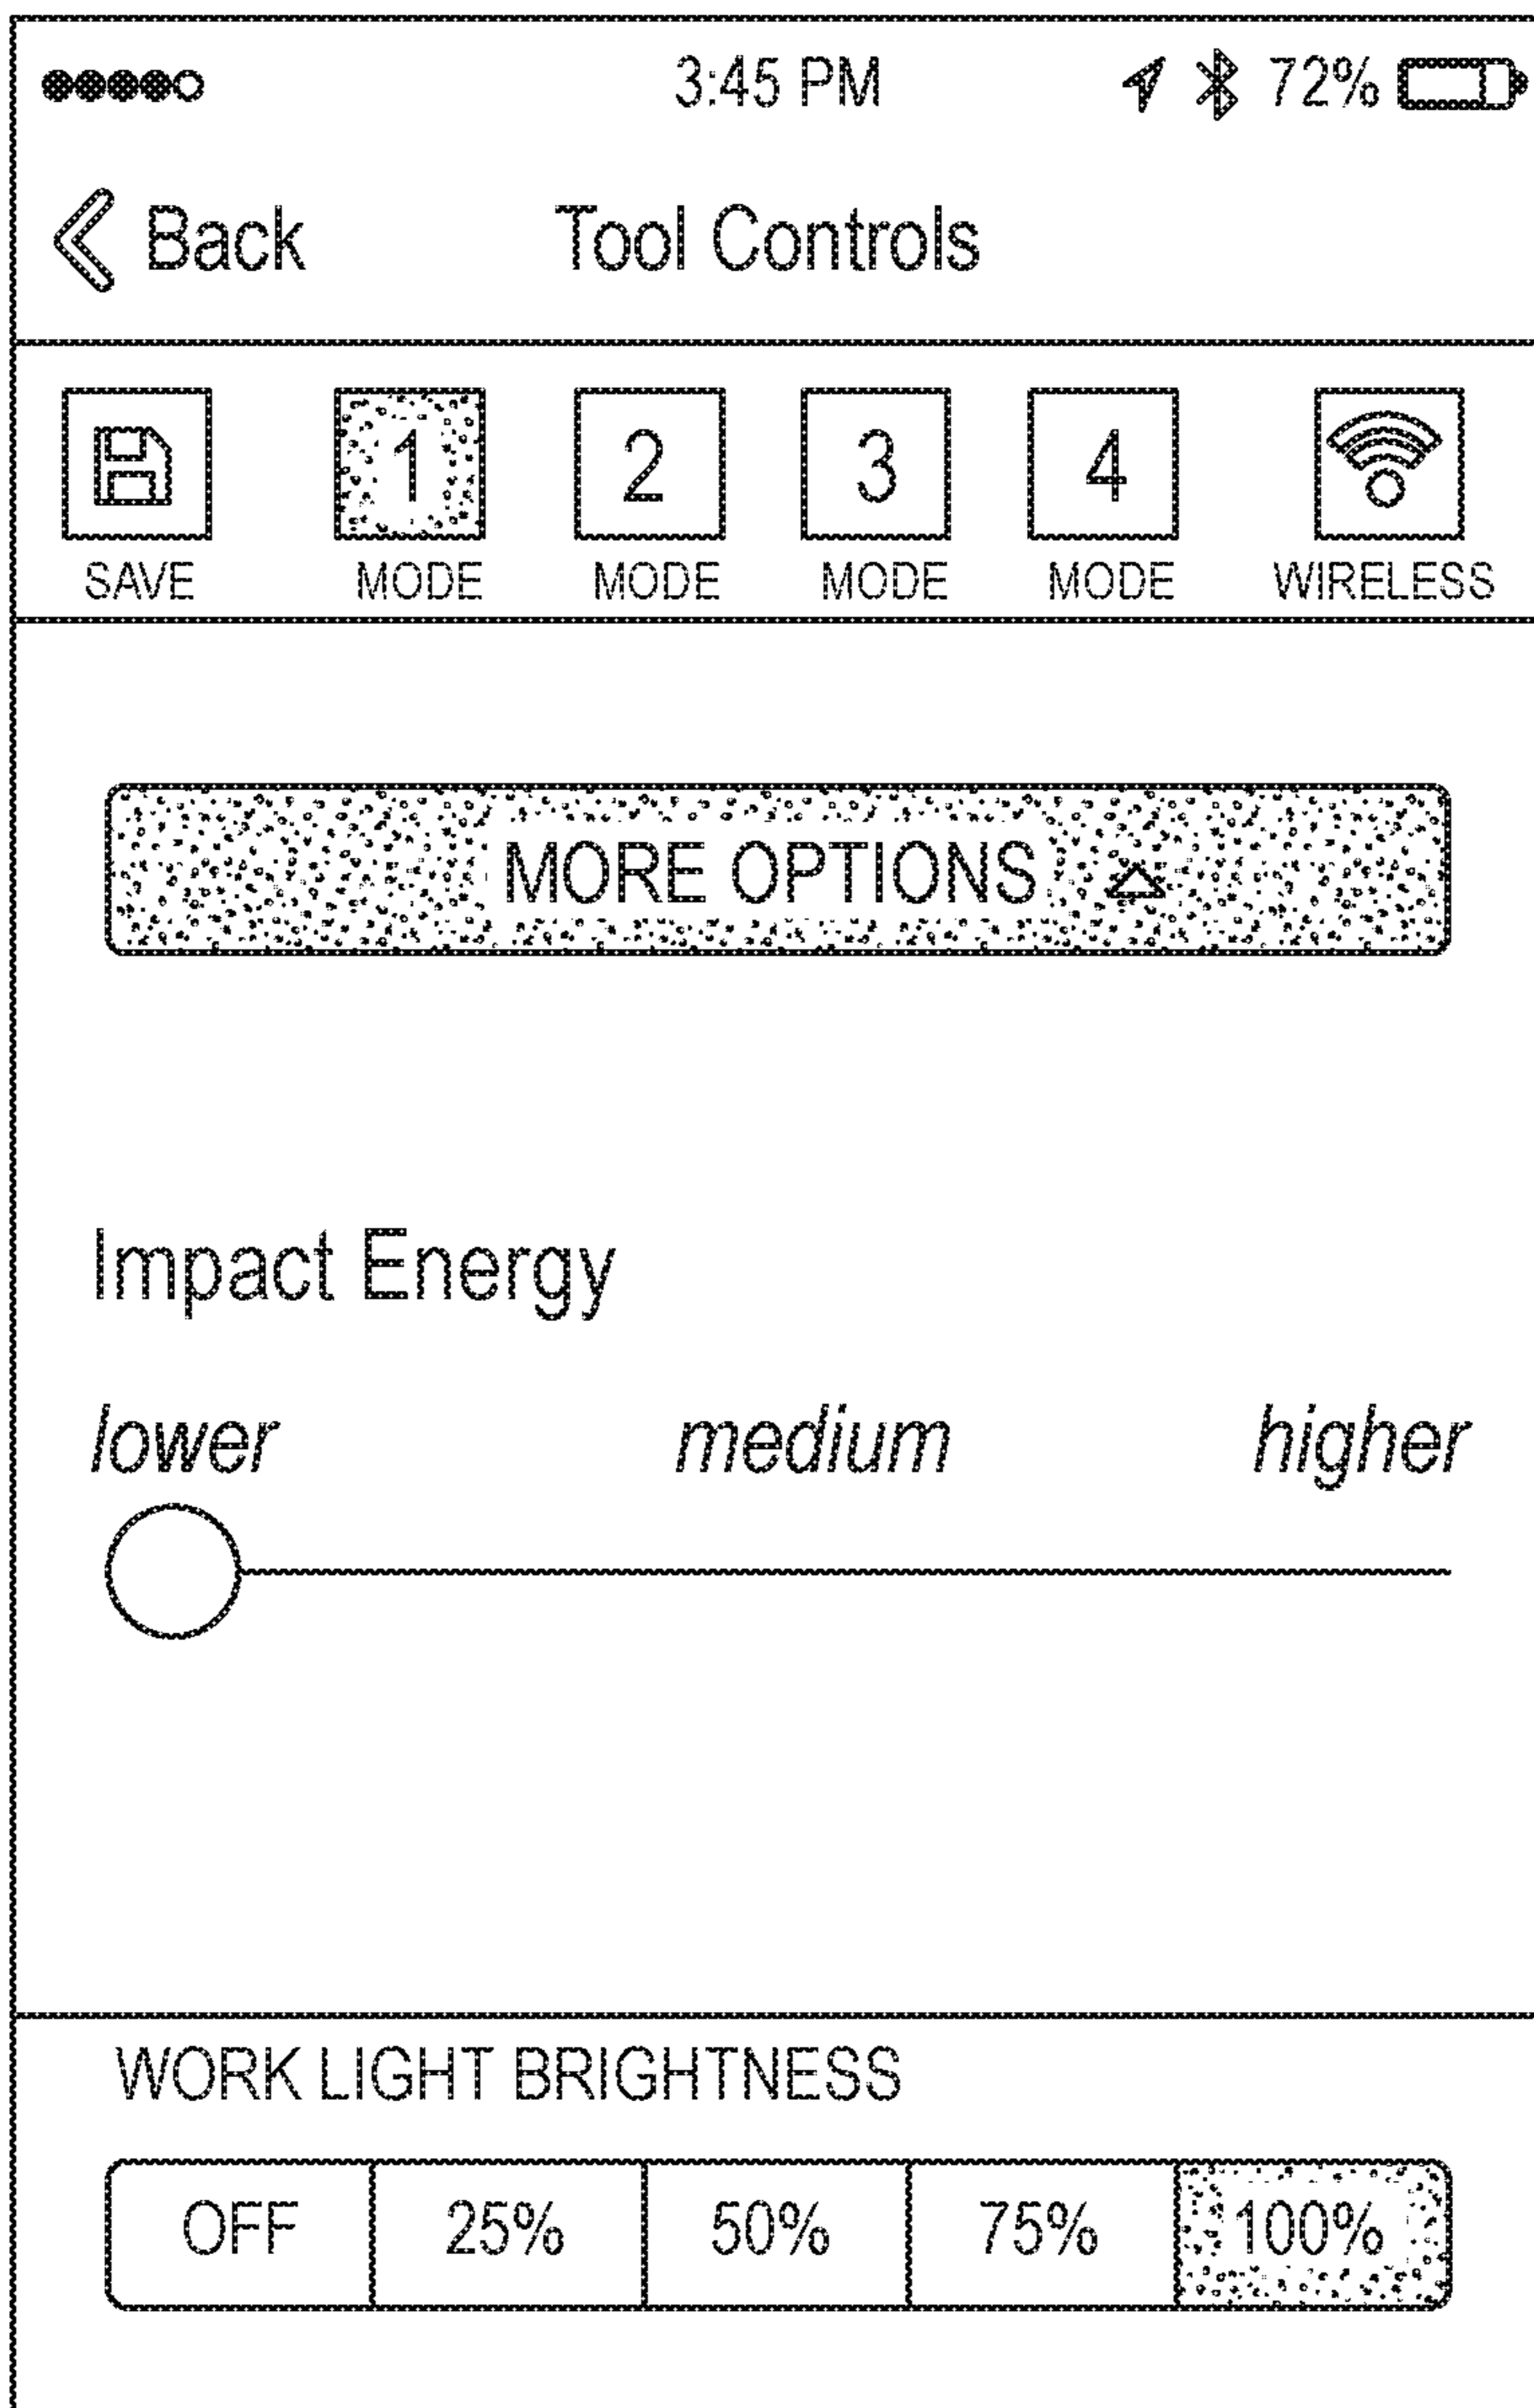 3:45 PM 72%
Back Tool Controls
1 2 3 4
SAVE MODE MODE MODE MODE WIRELESS
MORE OPTIONS
Impact Energy
lower medium higher
WORK LIGHT BRIGHTNESS
OFF 25% 50% 75% 100%